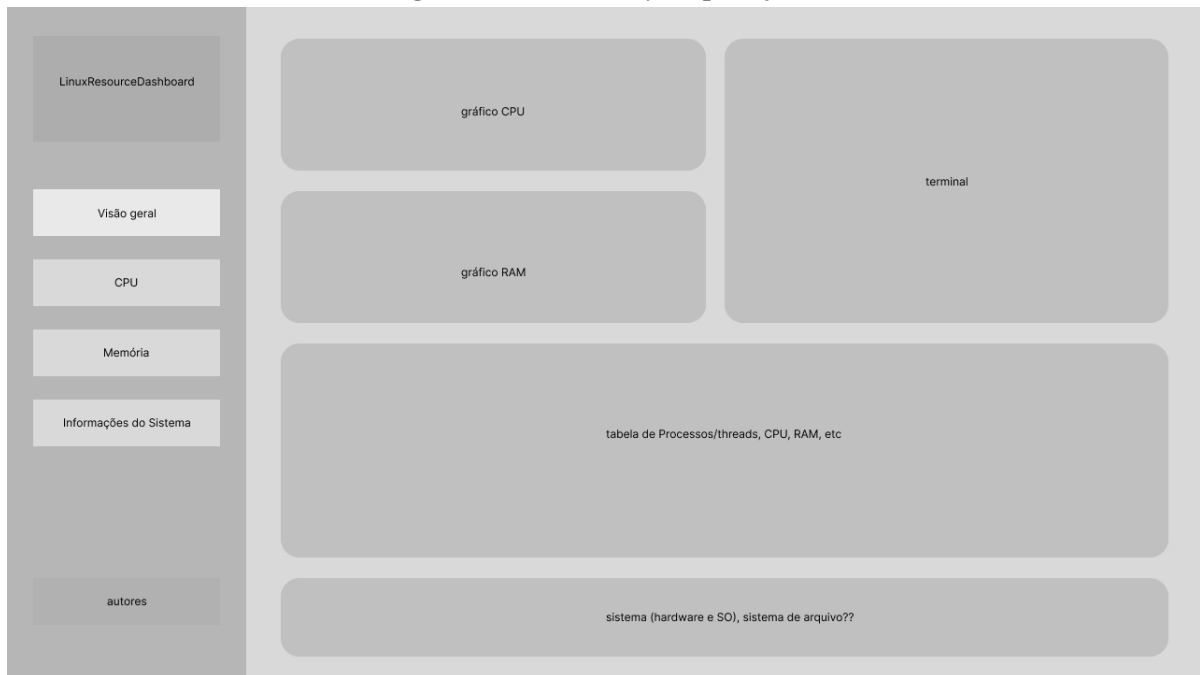 LinuxResourceDashboard
Visão geral
CPU
Memória
Informações do Sistema
autores
gráfico CPU
gráfico RAM
terminal
tabela de Processos/threads, CPU, RAM, etc
sistema (hardware e SO), sistema de arquivo??